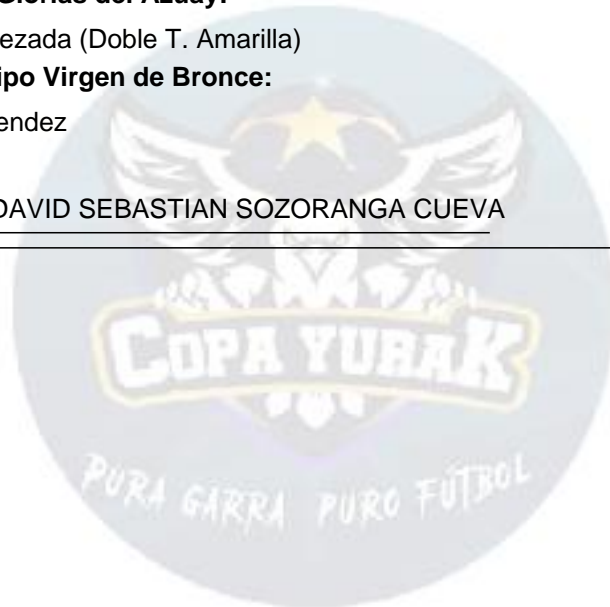 Glorias del Azuay:
ezada (Doble T. Amarilla)
ipo Virgen de Bronce:
endez
DAVID SEBASTIAN SOZORANGA CUEVA
COPA YURAK
PURA GARRA PURO FÚTBOL